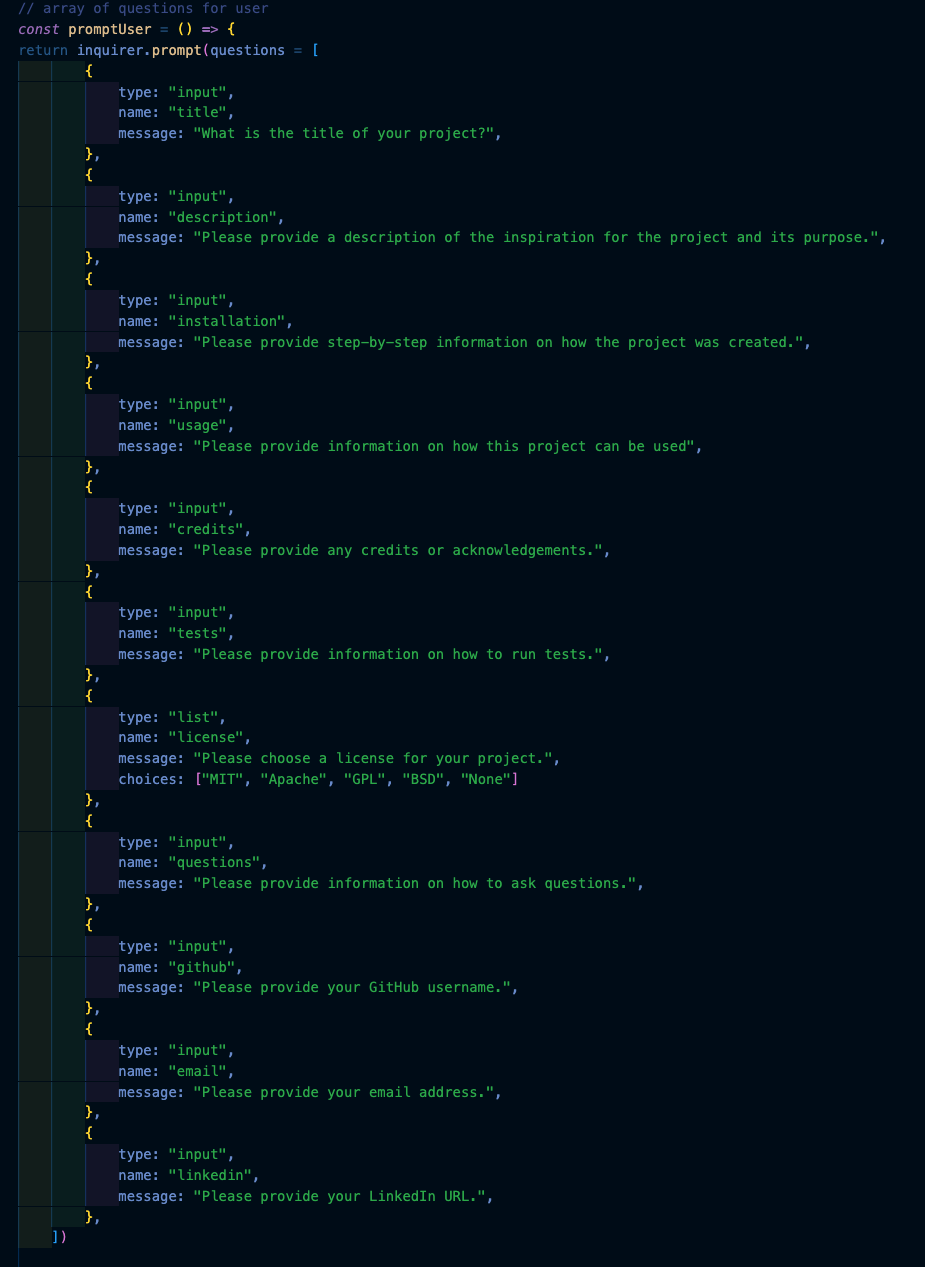 // array of questions for user
const promptUser = () => {
return inquirer.prompt(questions = [
{
type: "input",
name: "title",
message: "What is the title of your project?",
},
{
type: "input",
name: "description",
message: "Please provide a description of the inspiration for the project and its purpose.",
},
{
type: "input",
name: "installation",
message: "Please provide step-by-step information on how the project was created.",
},
{
type: "input",
name: "usage",
message: "Please provide information on how this project can be used",
},
{
type: "input",
name: "credits",
message: "Please provide any credits or acknowledgements.",
},
{
type: "input",
name: "tests",
message: "Please provide information on how to run tests.",
},
{
type: "list",
name: "license",
message: "Please choose a license for your project.",
choices: ["MIT", "Apache", "GPL", "BSD", "None"]
},
{
type: "input",
name: "questions",
message: "Please provide information on how to ask questions.",
},
{
type: "input",
name: "github",
message: "Please provide your GitHub username.",
},
{
type: "input",
name: "email",
message: "Please provide your email address.",
},
{
type: "input",
name: "linkedin",
message: "Please provide your LinkedIn URL.",
},
])